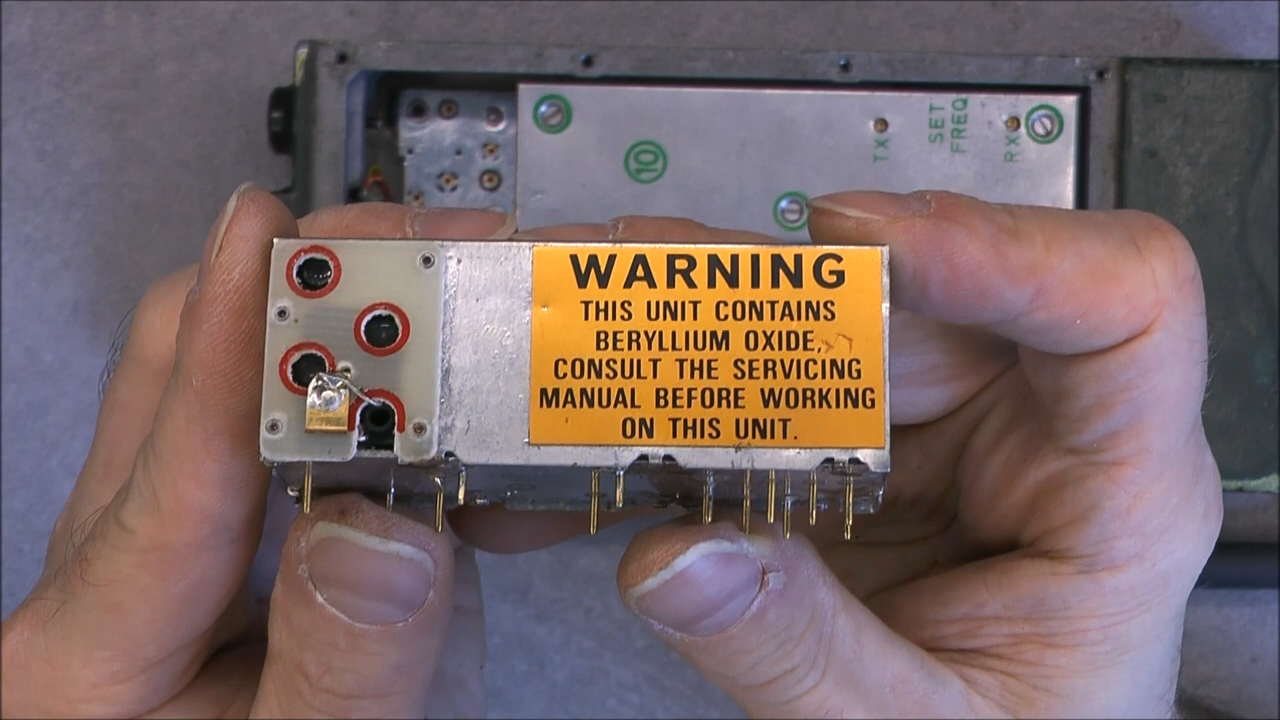 10
TX
SET
FREQ
RX
WARNING
THIS UNIT CONTAINS
BERYLLIUM OXIDE,
CONSULT THE SERVICING
MANUAL BEFORE WORKING
ON THIS UNIT.